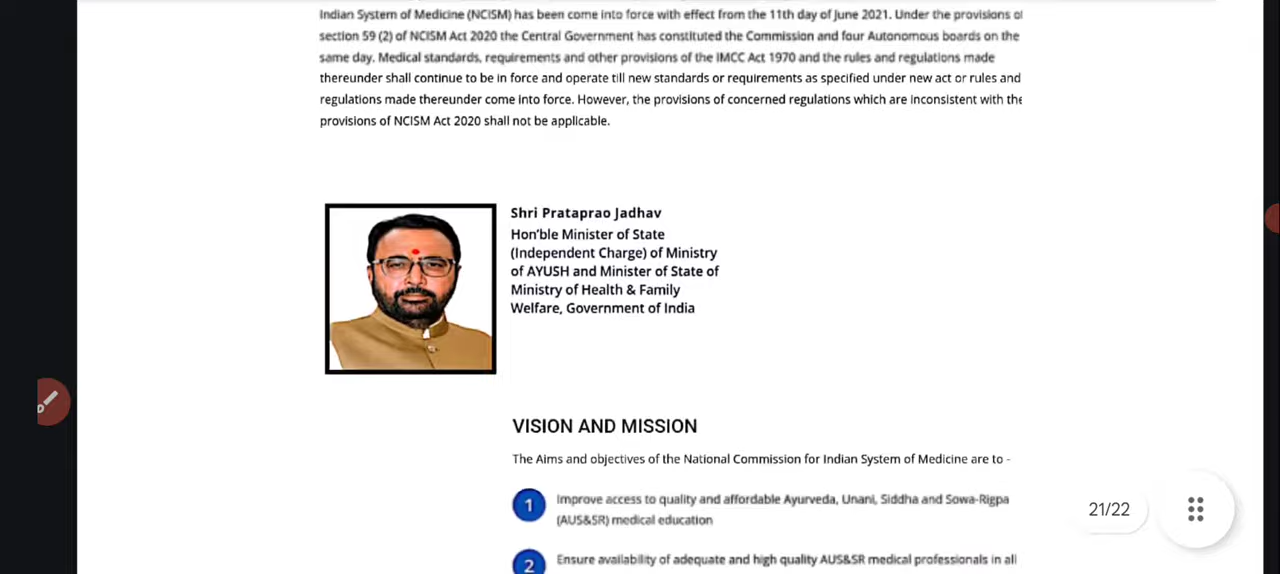 Indian System of Medicine (NCISM) has been come into force with effect from the 11th day of June 2021. Under the provisions of
section 59 (2) of NCISM Act 2020 the Central Government has constituted the Commission and four Autonomous boards on the
same day. Medical standards, requirements and other provisions of the IMCC Act 1970 and the rules and regulations made
thereunder shall continue to be in force and operate till new standards or requirements as specified under new act or rules and
regulations made thereunder come into force. However, the provisions of concerned regulations which are inconsistent with the
provisions of NCISM Act 2020 shall not be applicable.
Shri Prataprao Jadhav
Hon'ble Minister of State
(Independent Charge) of Ministry
of AYUSH and Minister of State of
Ministry of Health & Family
Welfare, Government of India
VISION AND MISSION
The Aims and objectives of the National Commission for Indian System of Medicine are to -
1 Improve access to quality and affordable Ayurveda, Unani, Siddha and Sowa-Rigpa
(AUS&SR) medical education
2 Ensure availability of adequate and high quality AUS&SR medical professionals in all
21/22